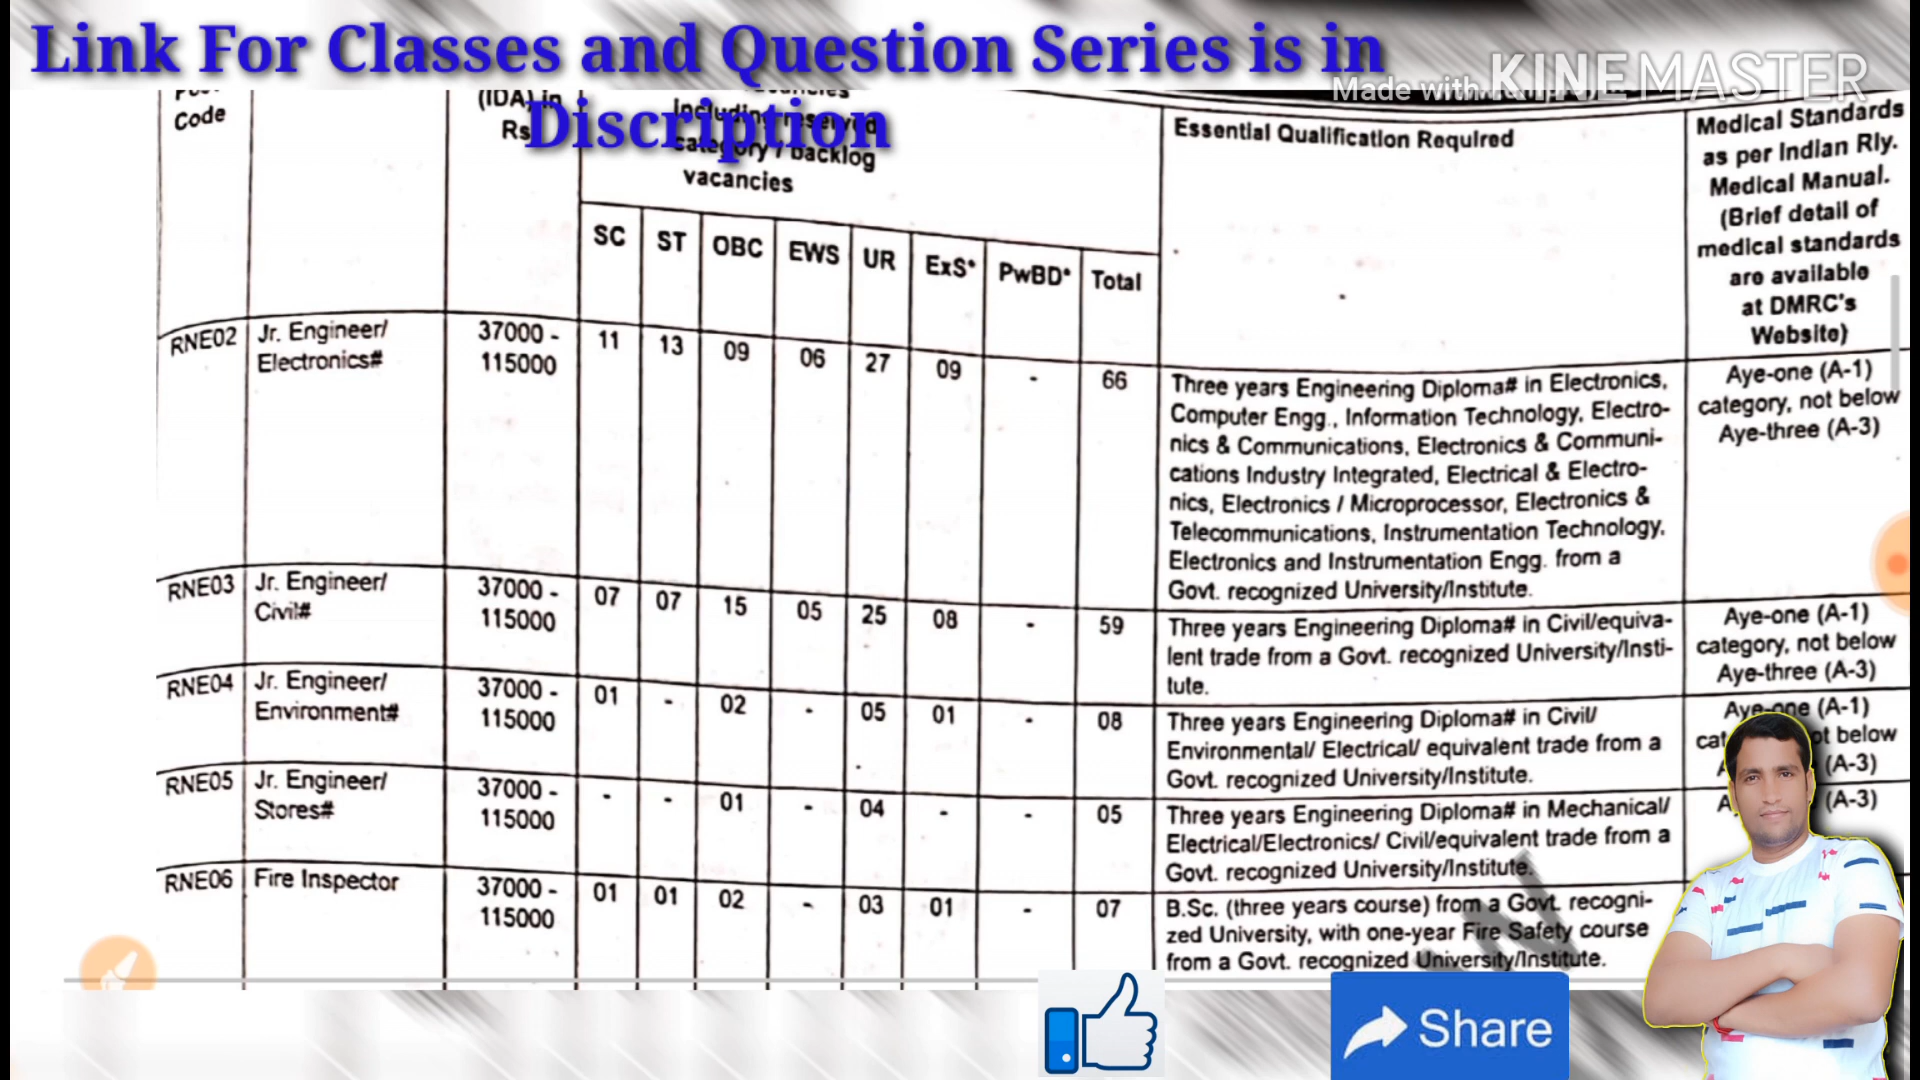 Link For Classes and Question Series is in
Discription
Made with KINEMASTER
Code
(IDA) in
Rs
Including reserved
category / backlog
vacancies
Essential Qualification Required
Medical Standards
as per Indian Rly.
Medical Manual.
(Brief detail of
medical standards
are available
at DMRC's
Website)
SC ST OBC EWS UR ExS* PwBD* Total
RNE02 Jr. Engineer/
Electronics#
37000 -
115000
11 13 09 06 27 09 - 66
Three years Engineering Diploma# in Electronics,
Computer Engg., Information Technology, Electro-
nics & Communications, Electronics & Communi-
cations Industry Integrated, Electrical & Electro-
nics, Electronics / Microprocessor, Electronics &
Telecommunications, Instrumentation Technology,
Electronics and Instrumentation Engg. from a
Govt. recognized University/Institute.
Aye-one (A-1)
category, not below
Aye-three (A-3)
RNE03 Jr. Engineer/
Civil#
37000 -
115000
07 07 15 05 25 08 - 59
Three years Engineering Diploma# in Civil/equiva-
lent trade from a Govt. recognized University/Insti-
tute.
Aye-one (A-1)
category, not below
Aye-three (A-3)
RNE04 Jr. Engineer/
Environment#
37000 -
115000
01 - 02 - 05 01 - 08
Three years Engineering Diploma# in Civil/
Environmental/ Electrical/ equivalent trade from a
Govt. recognized University/Institute.
Aye-one (A-1)
below
(A-3)
RNE05 Jr. Engineer/
Stores#
37000 -
115000
- - 01 - 04 - - 05
Three years Engineering Diploma# in Mechanical/
Electrical/Electronics/ Civil/equivalent trade from a
Govt. recognized University/Institute.
(A-3)
RNE06 Fire Inspector
37000 -
115000
01 01 02 - 03 01 - 07
B.Sc. (three years course) from a Govt. recogni-
zed University, with one-year Fire Safety course
from a Govt. recognized University/Institute.
Share